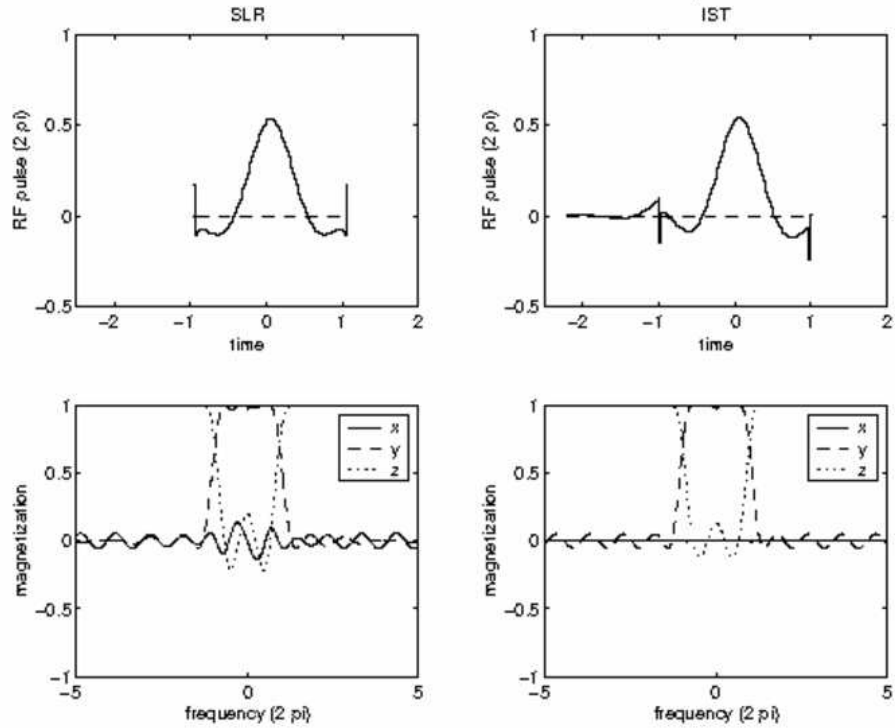 SLR
1
0.5
0
−0.5
RF pulse (2 pi)
−2
−1
0
1
2
time
IST
1
0.5
0
−0.5
RF pulse (2 pi)
−2
−1
0
1
2
time
1
0.5
0
−0.5
−1
magnetization
x
y
z
−5
0
5
frequency (2 pi)
1
0.5
0
−0.5
−1
magnetization
x
y
z
−5
0
5
frequency (2 pi)